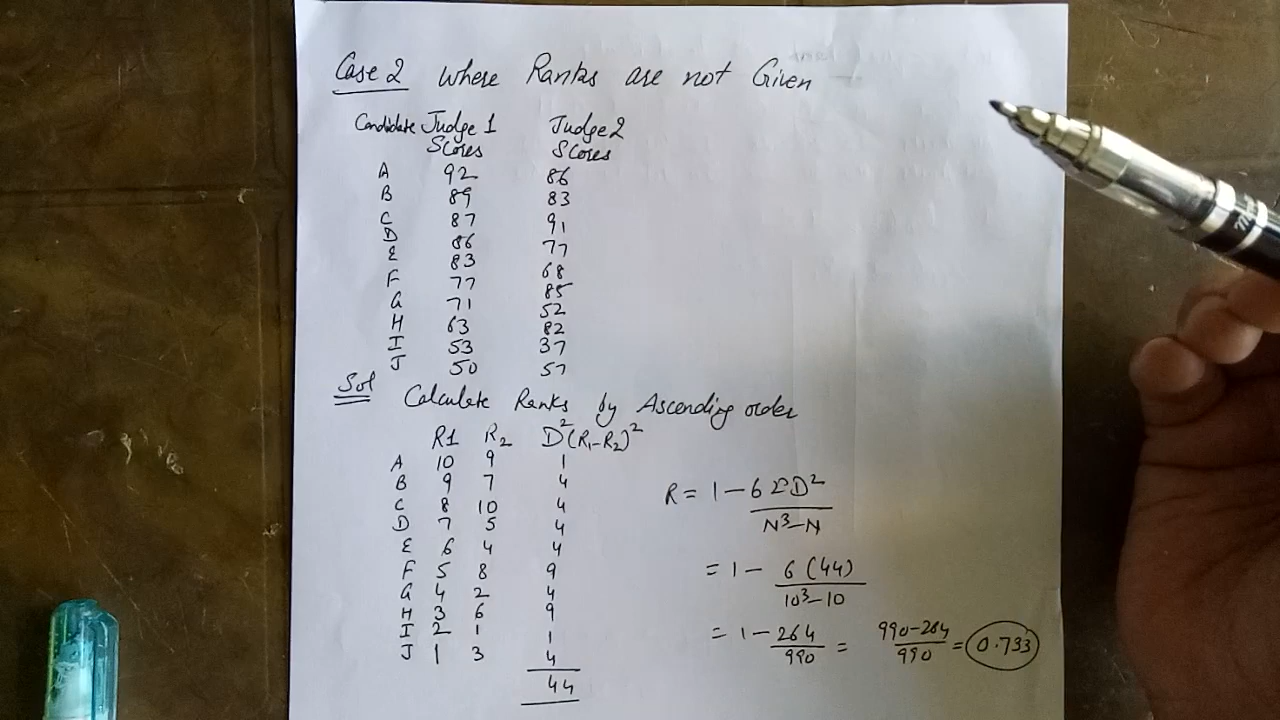 Case 2 where Ranks are not Given
Candidate Judge 1 Judge 2
Scores Scores
A 92 86
B 89 83
C 87 91
D 86 77
E 83 68
F 77 85
G 71 52
H 63 82
I 53 37
J 50 57
Sol Calculate Ranks by Ascending order
R1 R2 D²(R1-R2)²
A 10 9 1
B 9 7 4
C 8 10 4
D 7 5 4
E 6 4 4
F 5 8 9
G 4 2 4
H 3 6 9
I 2 1 1
J 1 3 4
44
R = 1 - 6 ΣD² / N³-N
= 1 - 6(44) / 10³-10
= 1 - 264 / 990 = 990-264 / 990 = 0.733